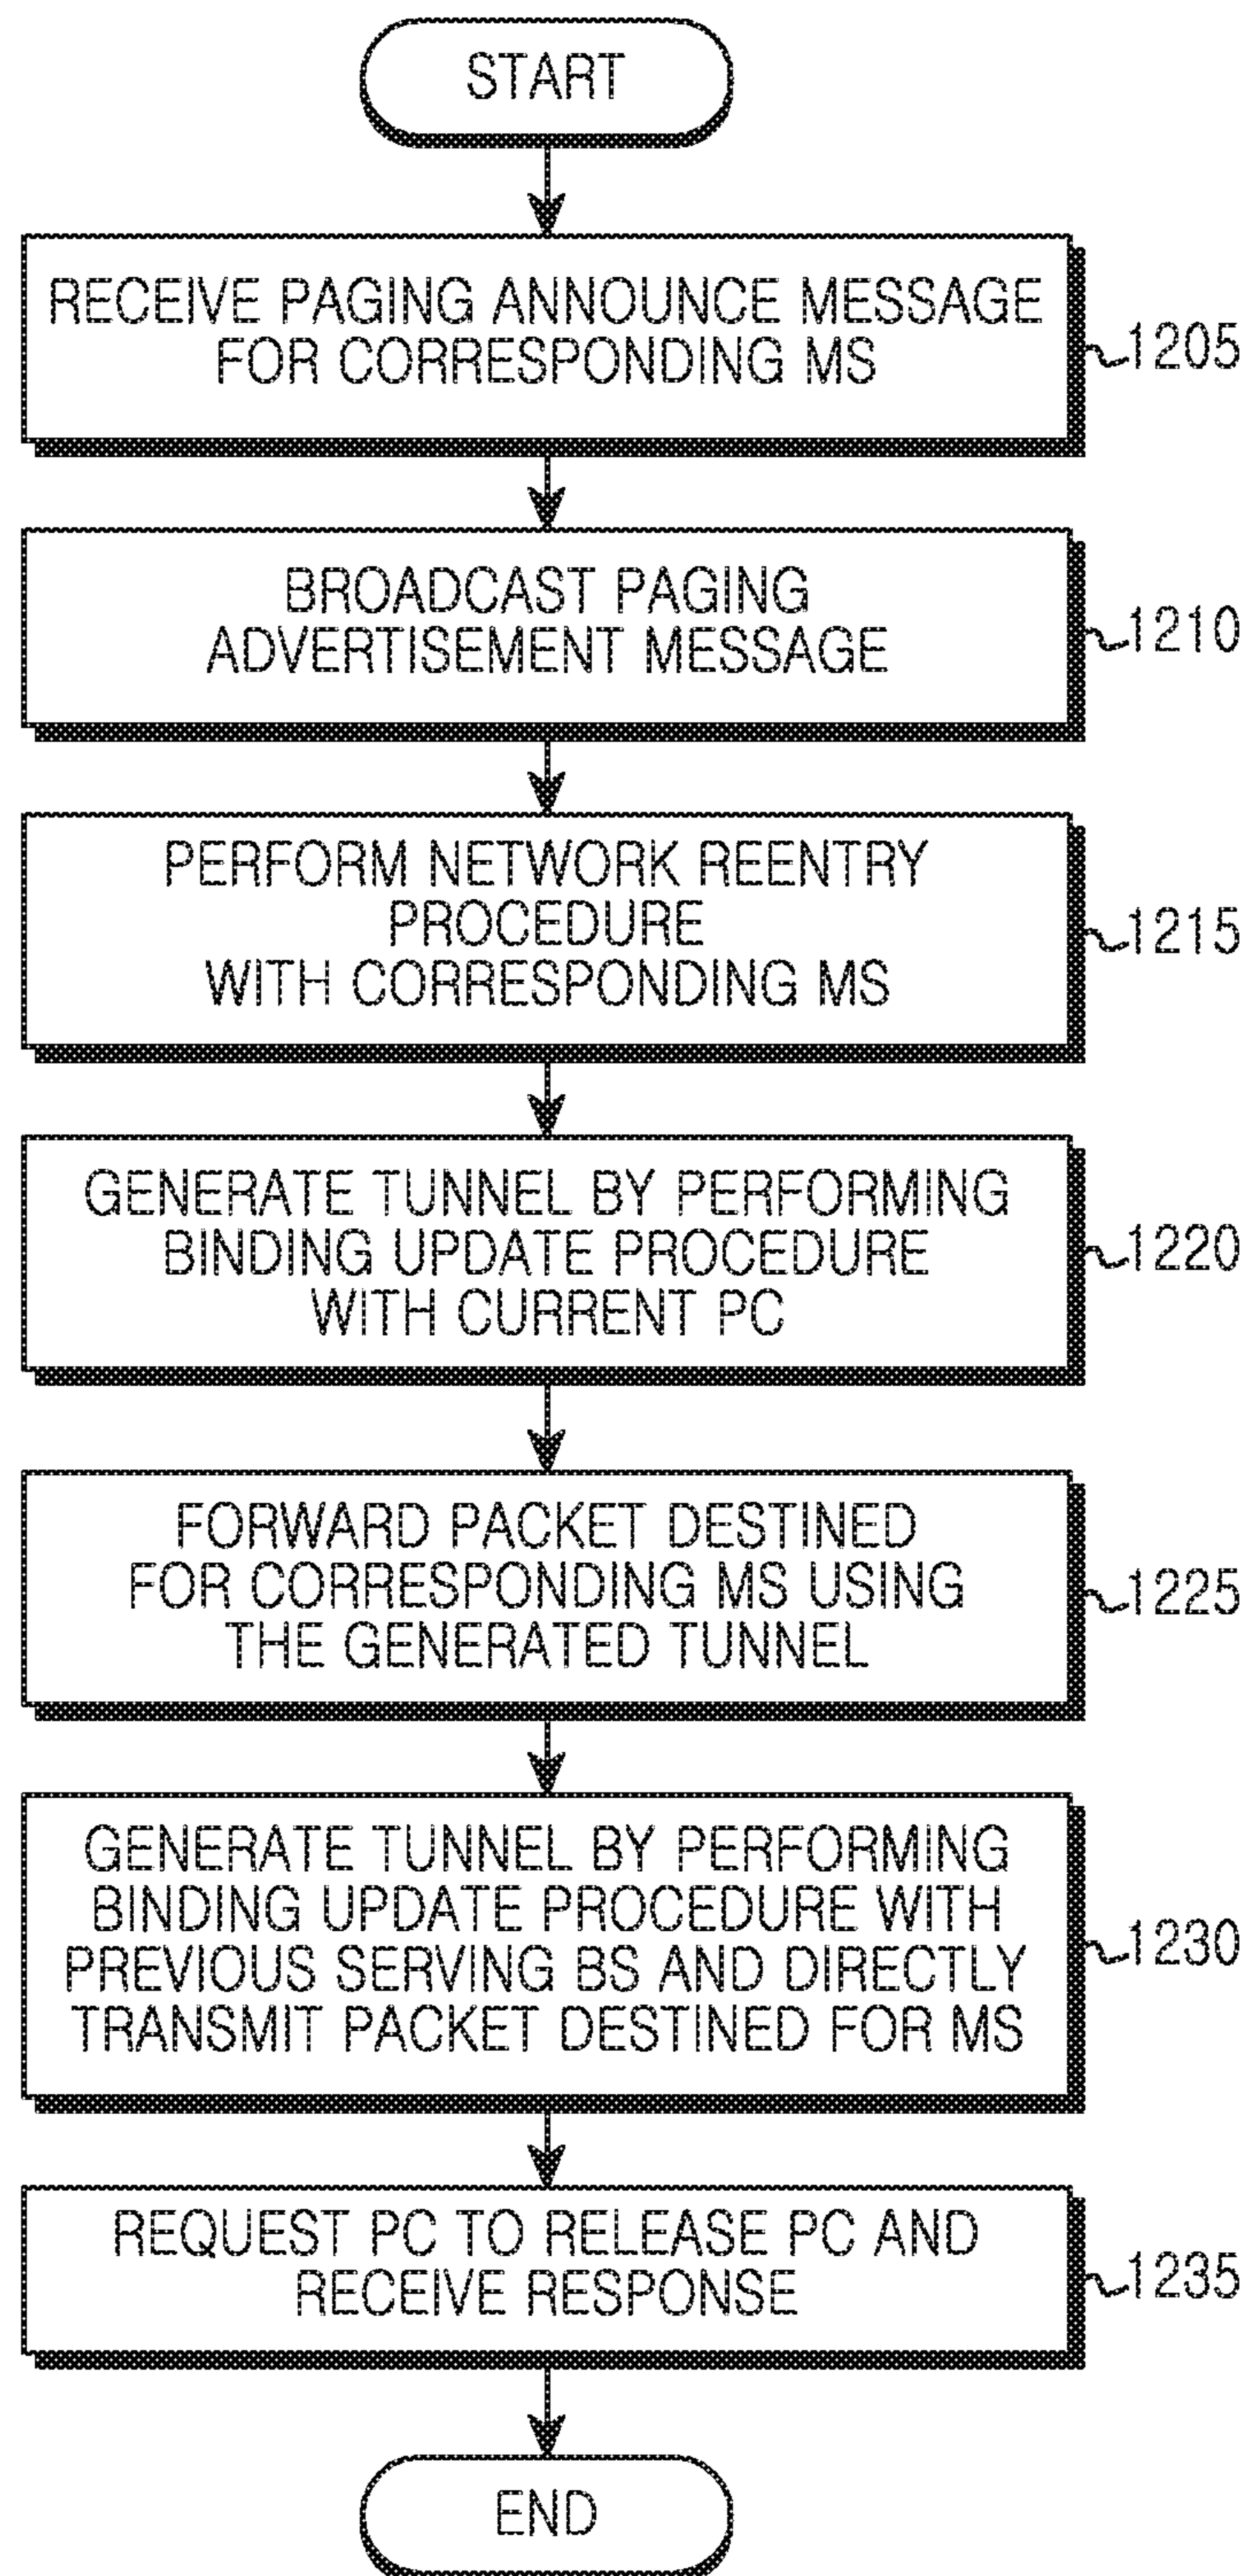 START
RECEIVE PAGING ANNOUNCE MESSAGE
FOR CORRESPONDING MS
1205
BROADCAST PAGING
ADVERTISEMENT MESSAGE
1210
PERFORM NETWORK REENTRY
PROCEDURE
WITH CORRESPONDING MS
1215
GENERATE TUNNEL BY PERFORMING
BINDING UPDATE PROCEDURE
WITH CURRENT PC
1220
FORWARD PACKET DESTINED
FOR CORRESPONDING MS USING
THE GENERATED TUNNEL
1225
GENERATE TUNNEL BY PERFORMING
BINDING UPDATE PROCEDURE WITH
PREVIOUS SERVING BS AND DIRECTLY
TRANSMIT PACKET DESTINED FOR MS
1230
REQUEST PC TO RELEASE PC AND
RECEIVE RESPONSE
1235
END